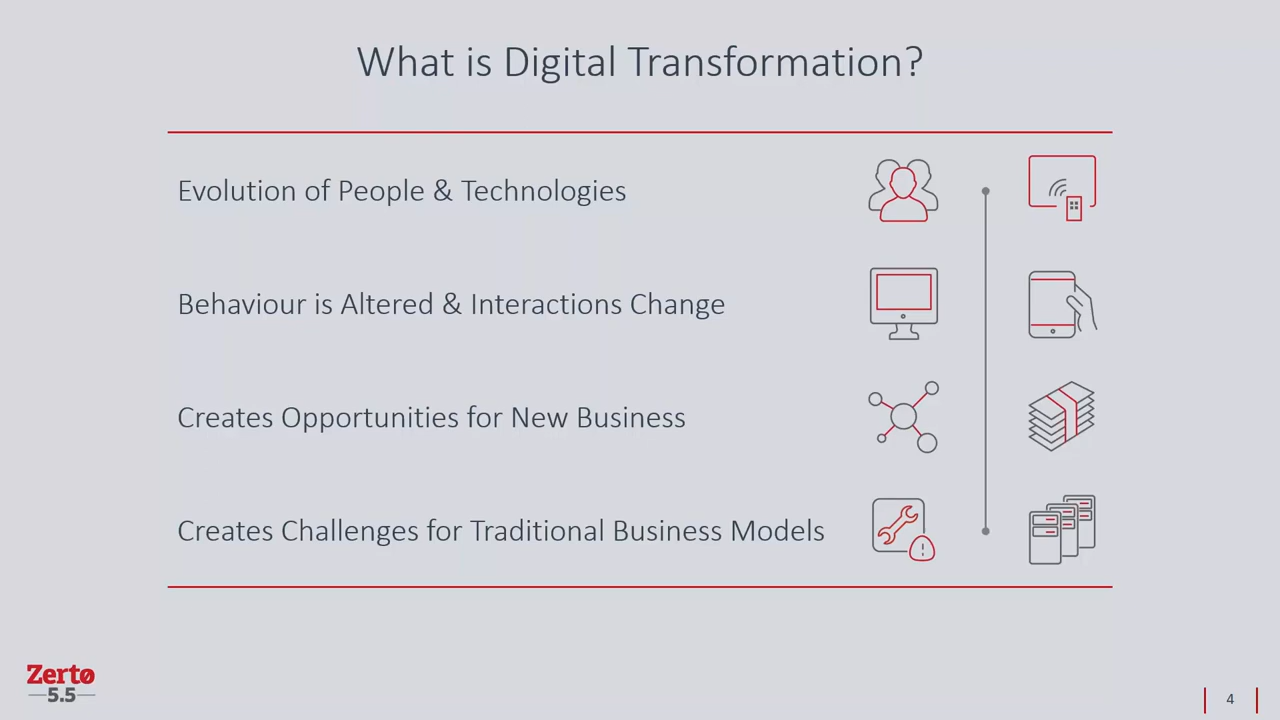 What is Digital Transformation?
Evolution of People & Technologies
Behaviour is Altered & Interactions Change
Creates Opportunities for New Business
Creates Challenges for Traditional Business Models
Zerto
5.5
4